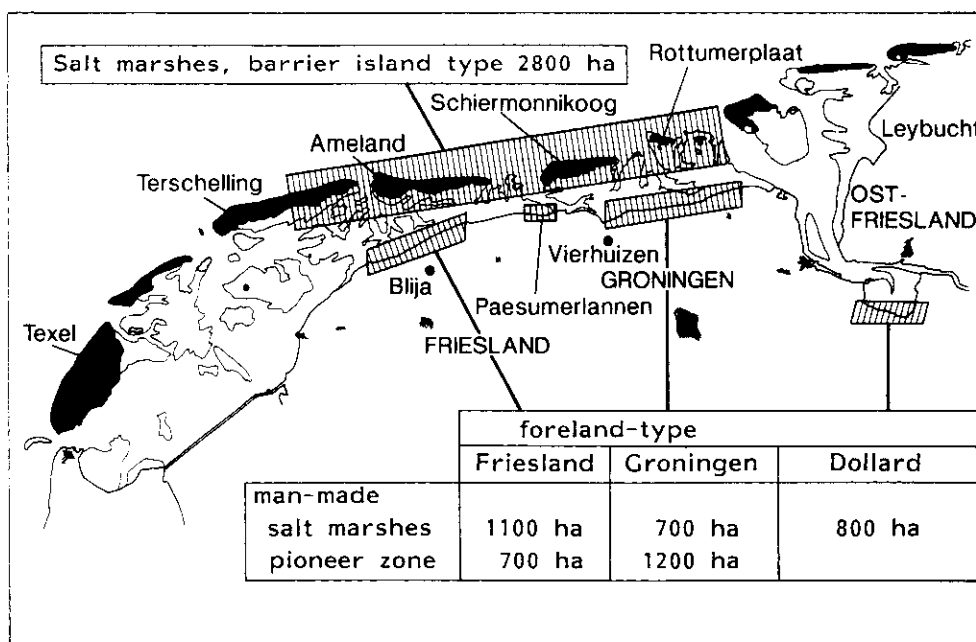 Salt marshes, barrier island type 2800 ha
Rottumerplaat
Schiermonnikoog
Leybucht
Ameland
Terschelling
OST-
FRIESLAND
Vierhuizen
GRONINGEN
Blija
Paesumerlannen
Texel
FRIESLAND
foreland-type
Friesland Groningen Dollard
man-made
salt marshes 1100 ha 700 ha 800 ha
pioneer zone 700 ha 1200 ha